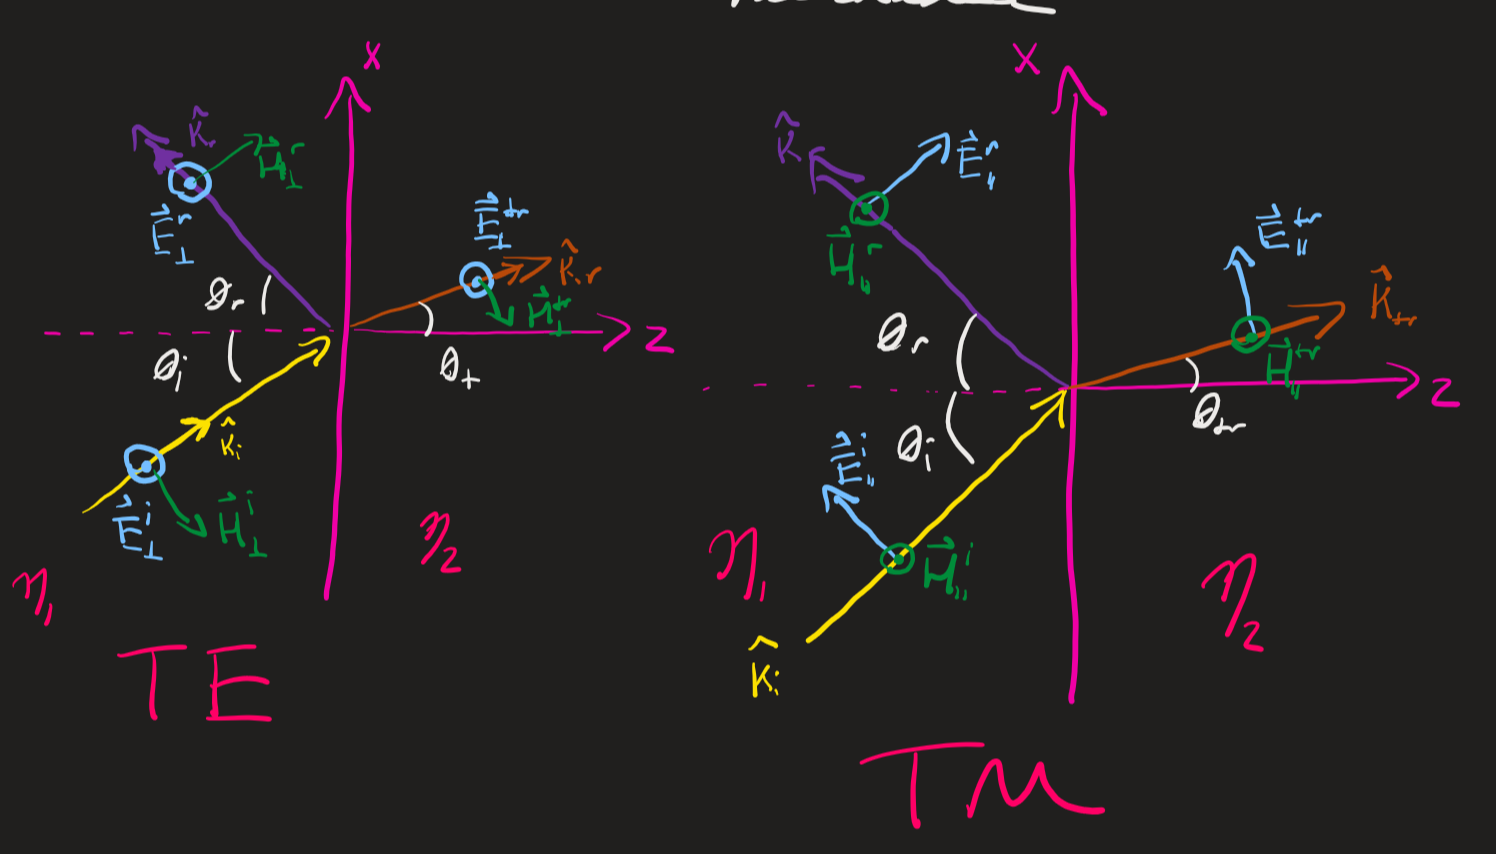 x
k̂r
H⃗⊥ʳ
E⃗⊥ʳ
E⃗⊥ᵗʳ
k̂tr
H⃗⊥ᵗʳ
θr
z
θi
θt
k̂i
E⃗⊥ⁱ
H⃗⊥ⁱ
η₂
η₁
TE
x
k̂
E⃗∥ʳ
H⃗∥ʳ
E⃗∥ᵗʳ
k̂tr
θr
H⃗∥ᵗʳ
z
θtr
θi
E⃗∥ⁱ
H⃗∥ⁱ
η₁
η₂
k̂i
TM